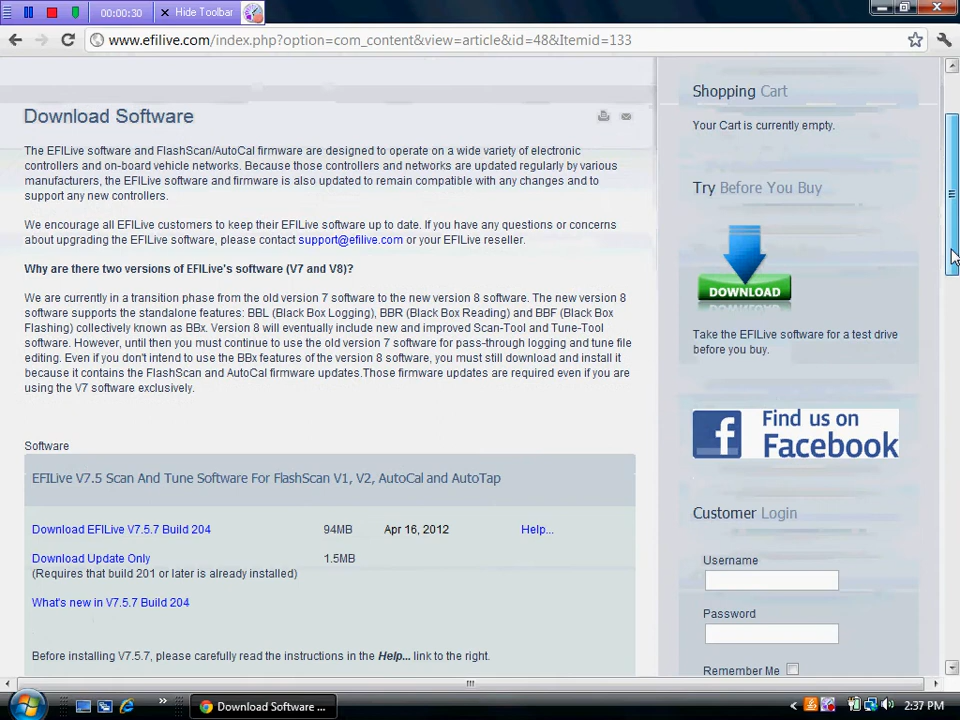 00:00:30
Hide Toolbar
www.efilive.com/index.php?option=com_content&view=article&id=48&Itemid=133
Download Software
The EFILive software and FlashScan/AutoCal firmware are designed to operate on a wide variety of electronic
controllers and on-board vehicle networks. Because those controllers and networks are updated regularly by various
manufacturers, the EFILive software and firmware is also updated to remain compatible with any changes and to
support any new controllers.
We encourage all EFILive customers to keep their EFILive software up to date. If you have any questions or concerns
about upgrading the EFILive software, please contact support@efilive.com or your EFILive reseller.
Why are there two versions of EFILive's software (V7 and V8)?
We are currently in a transition phase from the old version 7 software to the new version 8 software. The new version 8
software supports the standalone features: BBL (Black Box Logging), BBR (Black Box Reading) and BBF (Black Box
Flashing) collectively known as BBx. Version 8 will eventually include new and improved Scan-Tool and Tune-Tool
software. However, until then you must continue to use the old version 7 software for pass-through logging and tune file
editing. Even if you don't intend to use the BBx features of the version 8 software, you must still download and install it
because it contains the FlashScan and AutoCal firmware updates.Those firmware updates are required even if you are
using the V7 software exclusively.
Software
EFILive V7.5 Scan And Tune Software For FlashScan V1, V2, AutoCal and AutoTap
Download EFILive V7.5.7 Build 204 94MB Apr 16, 2012 Help...
Download Update Only 1.5MB
(Requires that build 201 or later is already installed)
What's new in V7.5.7 Build 204
Before installing V7.5.7, please carefully read the instructions in the Help... link to the right.
Shopping Cart
Your Cart is currently empty.
Try Before You Buy
DOWNLOAD
Take the EFILive software for a test drive
before you buy.
Find us on
Facebook
Customer Login
Username
Password
Remember Me
Download Software ...
2:37 PM